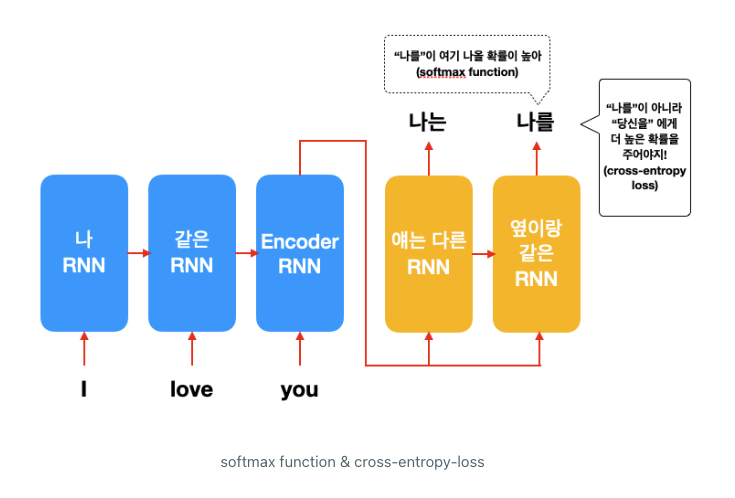 “나를”이 여기 나올 확률이 높아
(softmax function)
나는
나를
“나를”이 아니라
“당신을” 에게
더 높은 확률을
주어야지!
(cross-entropy
loss)
나
RNN
같은
RNN
Encoder
RNN
얘는 다른
RNN
옆이랑
같은
RNN
I
love
you
softmax function & cross-entropy-loss